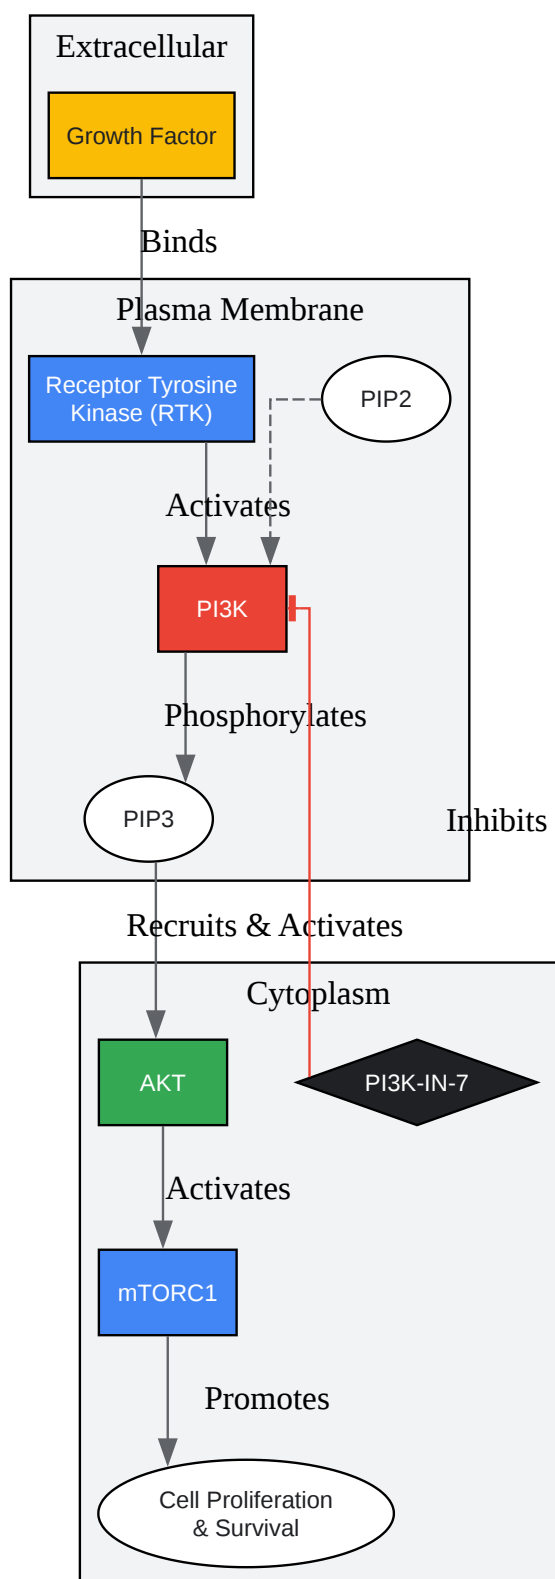 Extracellular
Growth Factor
Binds
Plasma Membrane
Receptor Tyrosine
Kinase (RTK)
PIP2
Activates
PI3K
Phosphorylates
PIP3
Inhibits
Recruits & Activates
Cytoplasm
AKT
PI3K-IN-7
Activates
mTORC1
Promotes
Cell Proliferation
& Survival